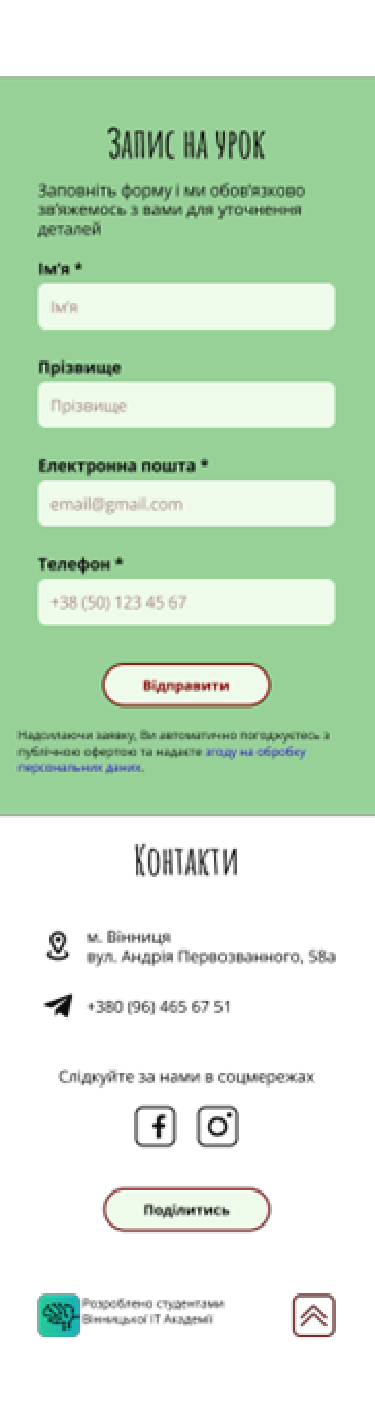 Запис на урок
Заповніть форму і ми обов'язково
зв'яжемось з вами для уточнення
деталей
Ім'я *
Ім'я
Прізвище
Прізвище
Електронна пошта *
email@gmail.com
Телефон *
+38 (50) 123 45 67
Відправити
Надсилаючи заявку, Ви автоматично погоджуєтесь з
публічною офертою та надаєте згоду на обробку
персональних даних.
Контакти
м. Вінниця
вул. Андрія Первозванного, 58а
+380 (96) 465 67 51
Слідкуйте за нами в соцмережах
Поділитись
Розроблено студентами
Вінницької ІТ Академії